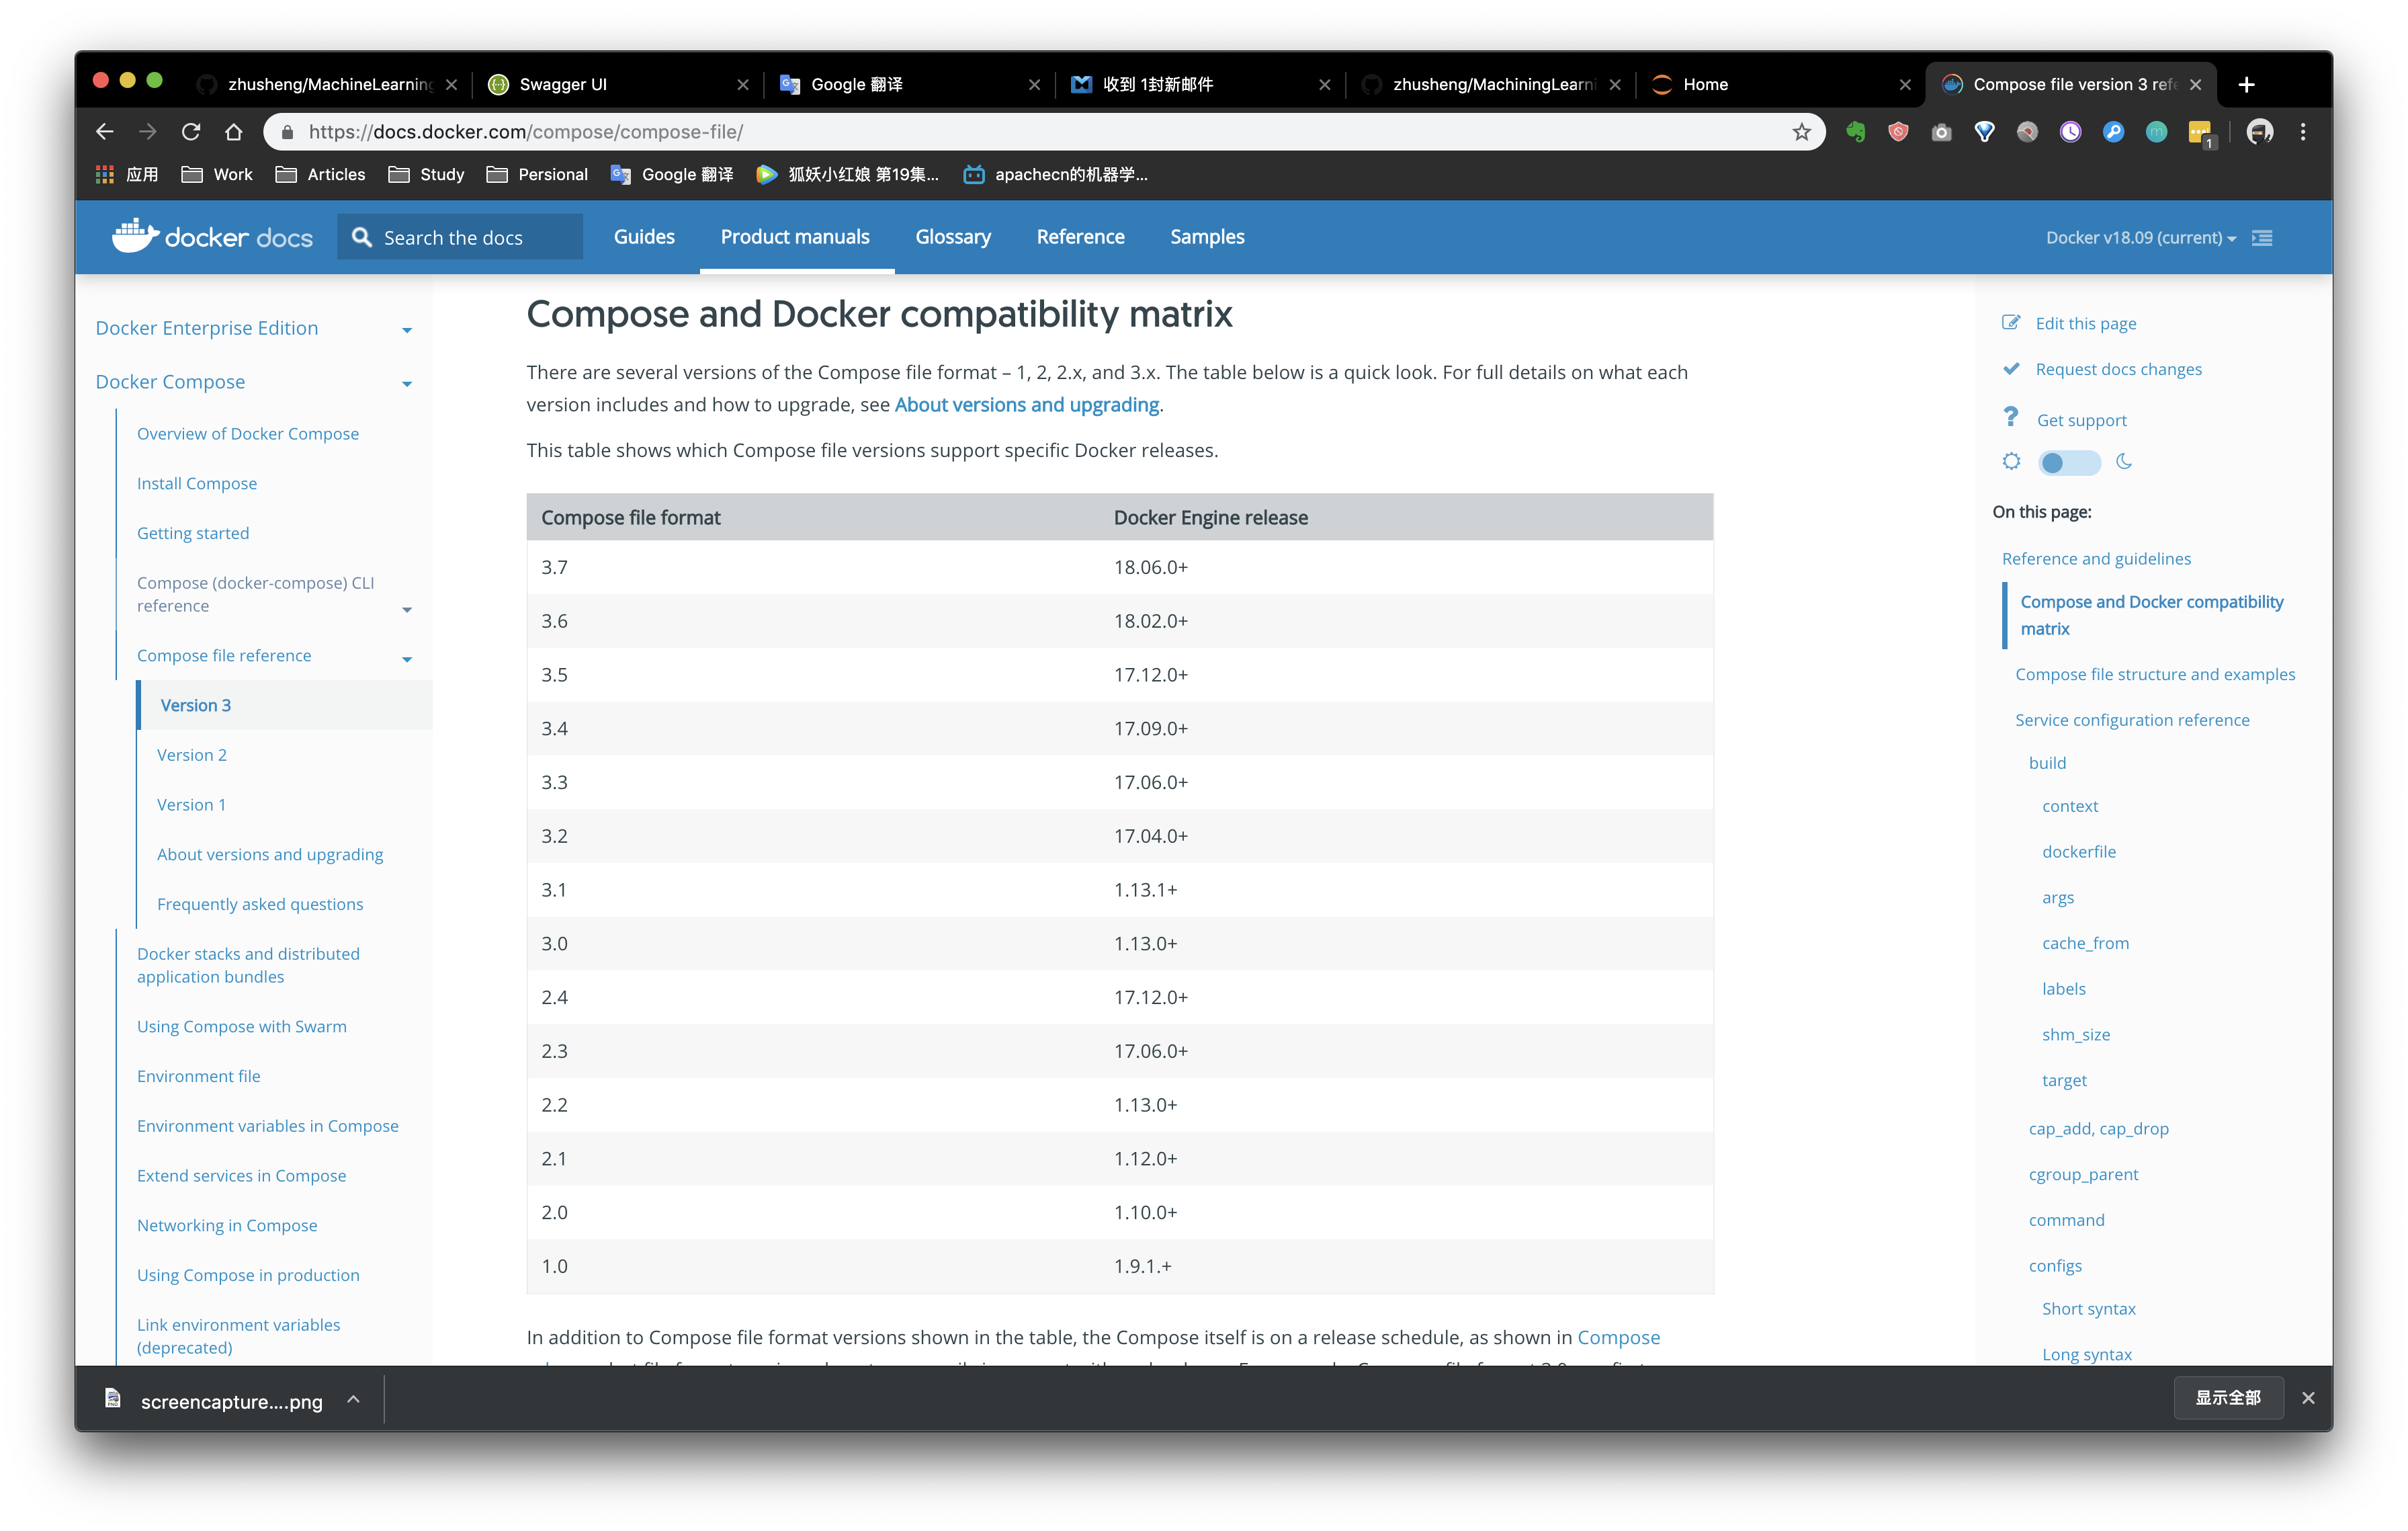 zhusheng/MachineLearning
Swagger UI
Google 翻译
收到 1封新邮件
zhusheng/MachiningLearni
Home
Compose file version 3 refe
https://docs.docker.com/compose/compose-file/
1
应用
Work
Articles
Study
Persional
Google 翻译
狐妖小红娘 第19集...
apachecn的机器学...
docker docs
Search the docs
Guides
Product manuals
Glossary
Reference
Samples
Docker v18.09 (current)
Docker Enterprise Edition
Docker Compose
Overview of Docker Compose
Install Compose
Getting started
Compose (docker-compose) CLI
reference
Compose file reference
Version 3
Version 2
Version 1
About versions and upgrading
Frequently asked questions
Docker stacks and distributed
application bundles
Using Compose with Swarm
Environment file
Environment variables in Compose
Extend services in Compose
Networking in Compose
Using Compose in production
Link environment variables
(deprecated)
Compose and Docker compatibility matrix
There are several versions of the Compose file format – 1, 2, 2.x, and 3.x. The table below is a quick look. For full details on what each
version includes and how to upgrade, see About versions and upgrading.
This table shows which Compose file versions support specific Docker releases.
Compose file format Docker Engine release
3.7 18.06.0+
3.6 18.02.0+
3.5 17.12.0+
3.4 17.09.0+
3.3 17.06.0+
3.2 17.04.0+
3.1 1.13.1+
3.0 1.13.0+
2.4 17.12.0+
2.3 17.06.0+
2.2 1.13.0+
2.1 1.12.0+
2.0 1.10.0+
1.0 1.9.1.+
In addition to Compose file format versions shown in the table, the Compose itself is on a release schedule, as shown in Compose
Edit this page
Request docs changes
Get support
On this page:
Reference and guidelines
Compose and Docker compatibility
matrix
Compose file structure and examples
Service configuration reference
build
context
dockerfile
args
cache_from
labels
shm_size
target
cap_add, cap_drop
cgroup_parent
command
configs
Short syntax
Long syntax
screencapture....png
显示全部